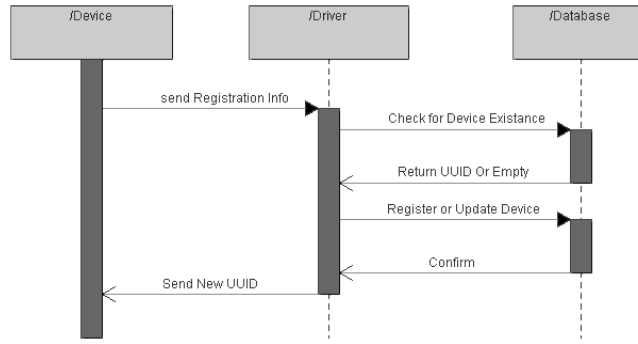 /Device
/Driver
/Database
send Registration Info
Check for Device Existance
Return UUID Or Empty
Register or Update Device
Confirm
Send New UUID